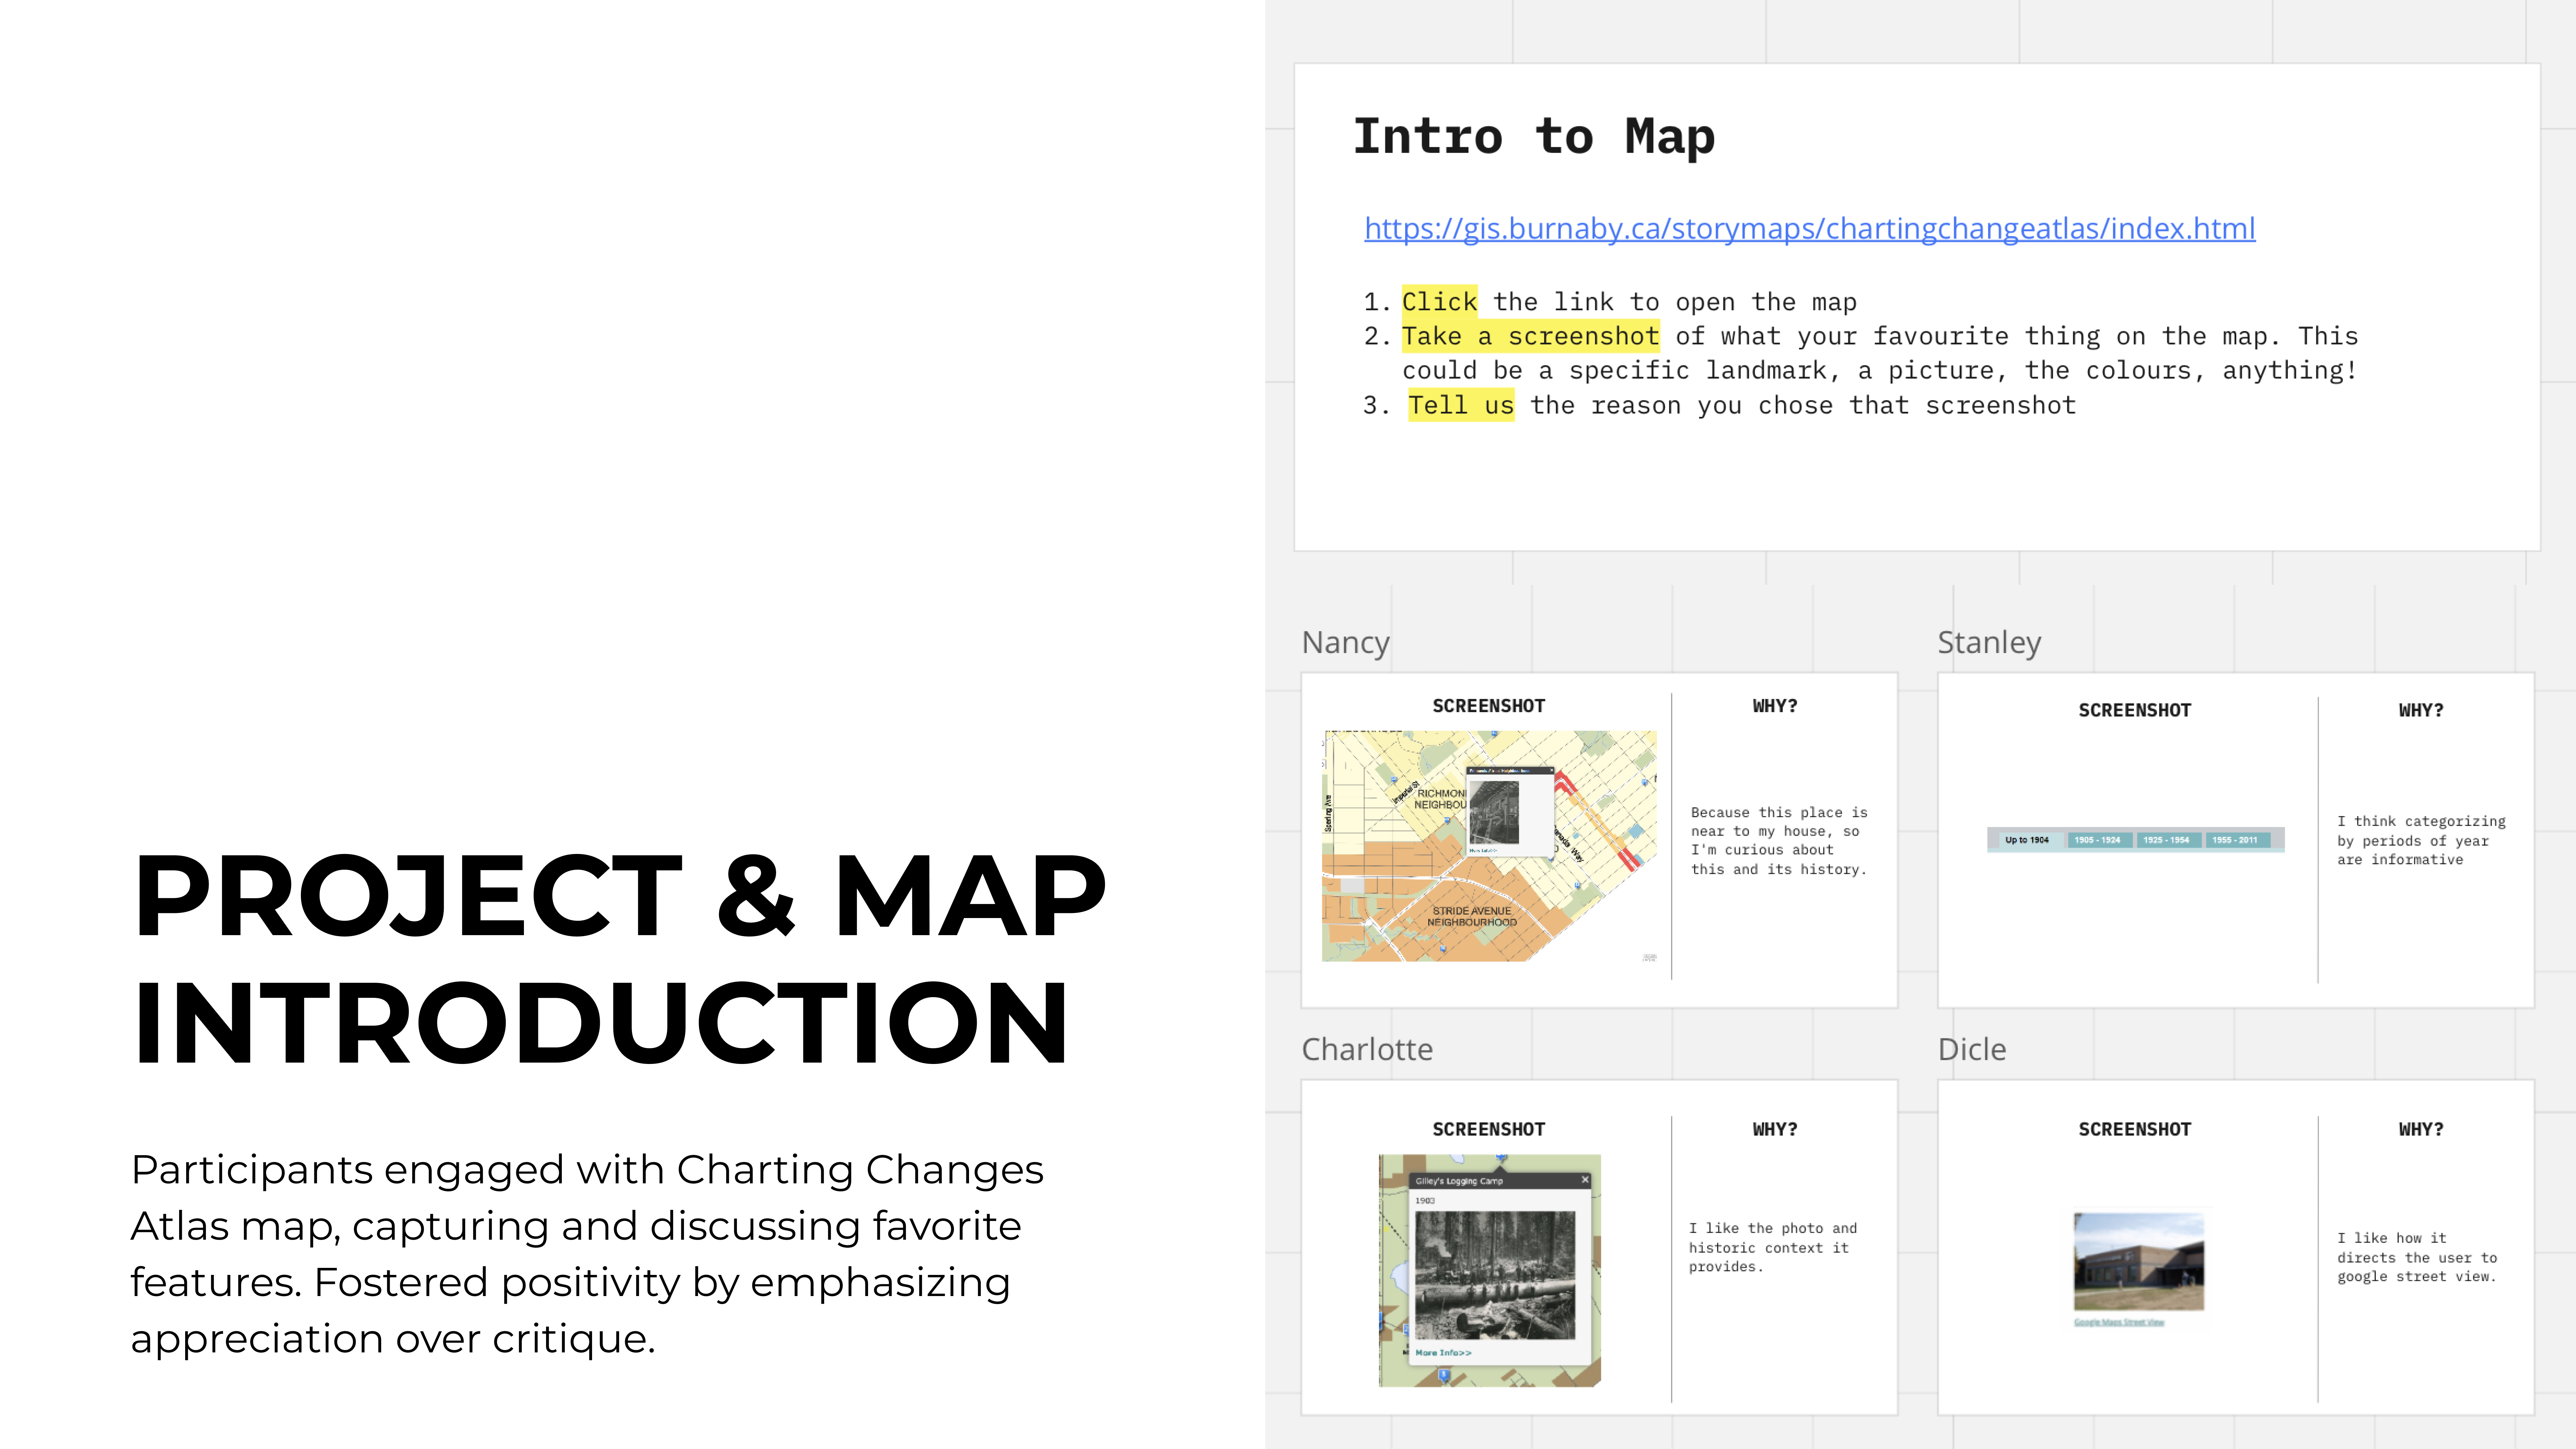 PROJECT & MAP
INTRODUCTION
Participants engaged with Charting Changes
Atlas map, capturing and discussing favorite
features. Fostered positivity by emphasizing
appreciation over critique.
Intro to Map
https://gis.burnaby.ca/storymaps/chartingchangeatlas/index.html
1. Click the link to open the map
2. Take a screenshot of what your favourite thing on the map. This
could be a specific landmark, a picture, the colours, anything!
3. Tell us the reason you chose that screenshot
Nancy
SCREENSHOT
WHY?
Sperling Ave
Imperial St
RICHMON
NEIGHBOU
anada Way
STRIDE AVENUE
NEIGHBOURHOOD
Because this place is
near to my house, so
I'm curious about
this and its history.
Stanley
SCREENSHOT
WHY?
Up to 1904
1905 - 1924
1925 - 1954
1955 - 2011
I think categorizing
by periods of year
are informative
Charlotte
SCREENSHOT
WHY?
Gilley's Logging Camp
1903
More Info>>
I like the photo and
historic context it
provides.
Dicle
SCREENSHOT
WHY?
Google Maps Street View
I like how it
directs the user to
google street view.